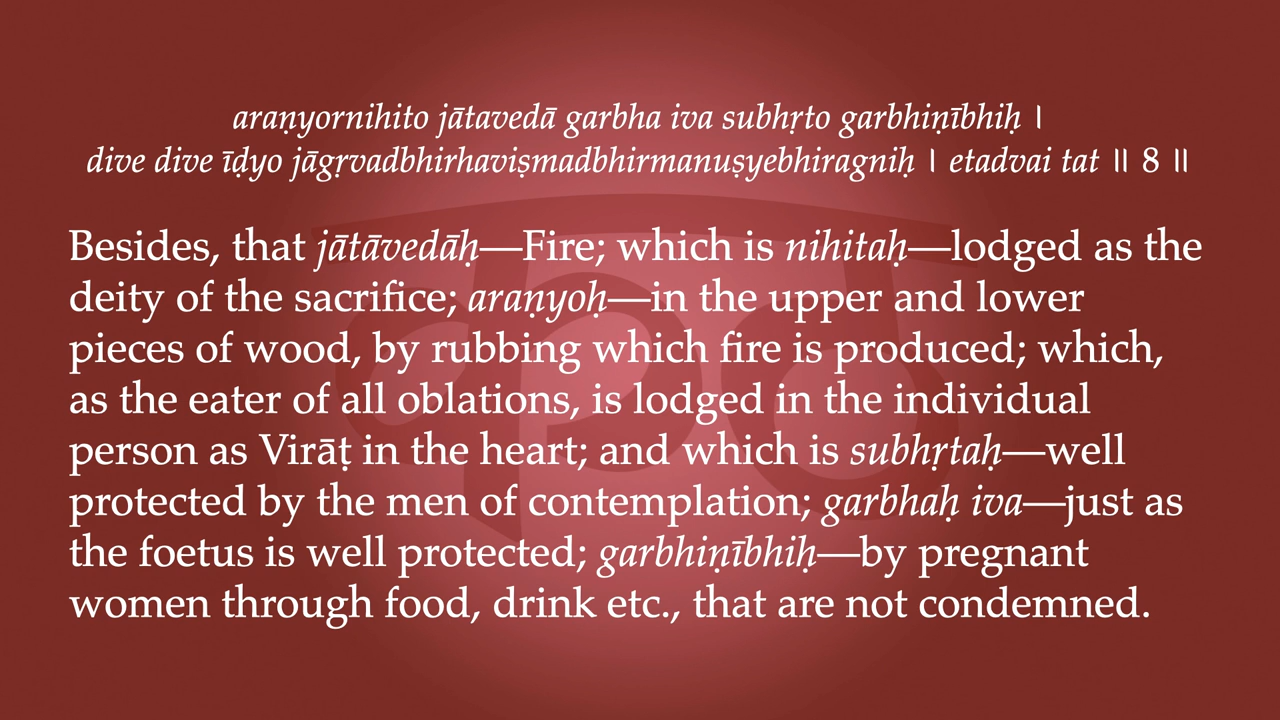 araṇyornihito jātavedā garbha iva subhṛto garbhiṇībhiḥ ।
dive dive īḍyo jāgṛvadbhirhaviṣmadbhirmanuṣyebhiragniḥ । etadvai tat ॥ 8 ॥
Besides, that jātāvedāḥ—Fire; which is nihitaḥ—lodged as the
deity of the sacrifice; araṇyoḥ—in the upper and lower
pieces of wood, by rubbing which fire is produced; which,
as the eater of all oblations, is lodged in the individual
person as Virāṭ in the heart; and which is subhṛtaḥ—well
protected by the men of contemplation; garbhaḥ iva—just as
the foetus is well protected; garbhiṇībhiḥ—by pregnant
women through food, drink etc., that are not condemned.